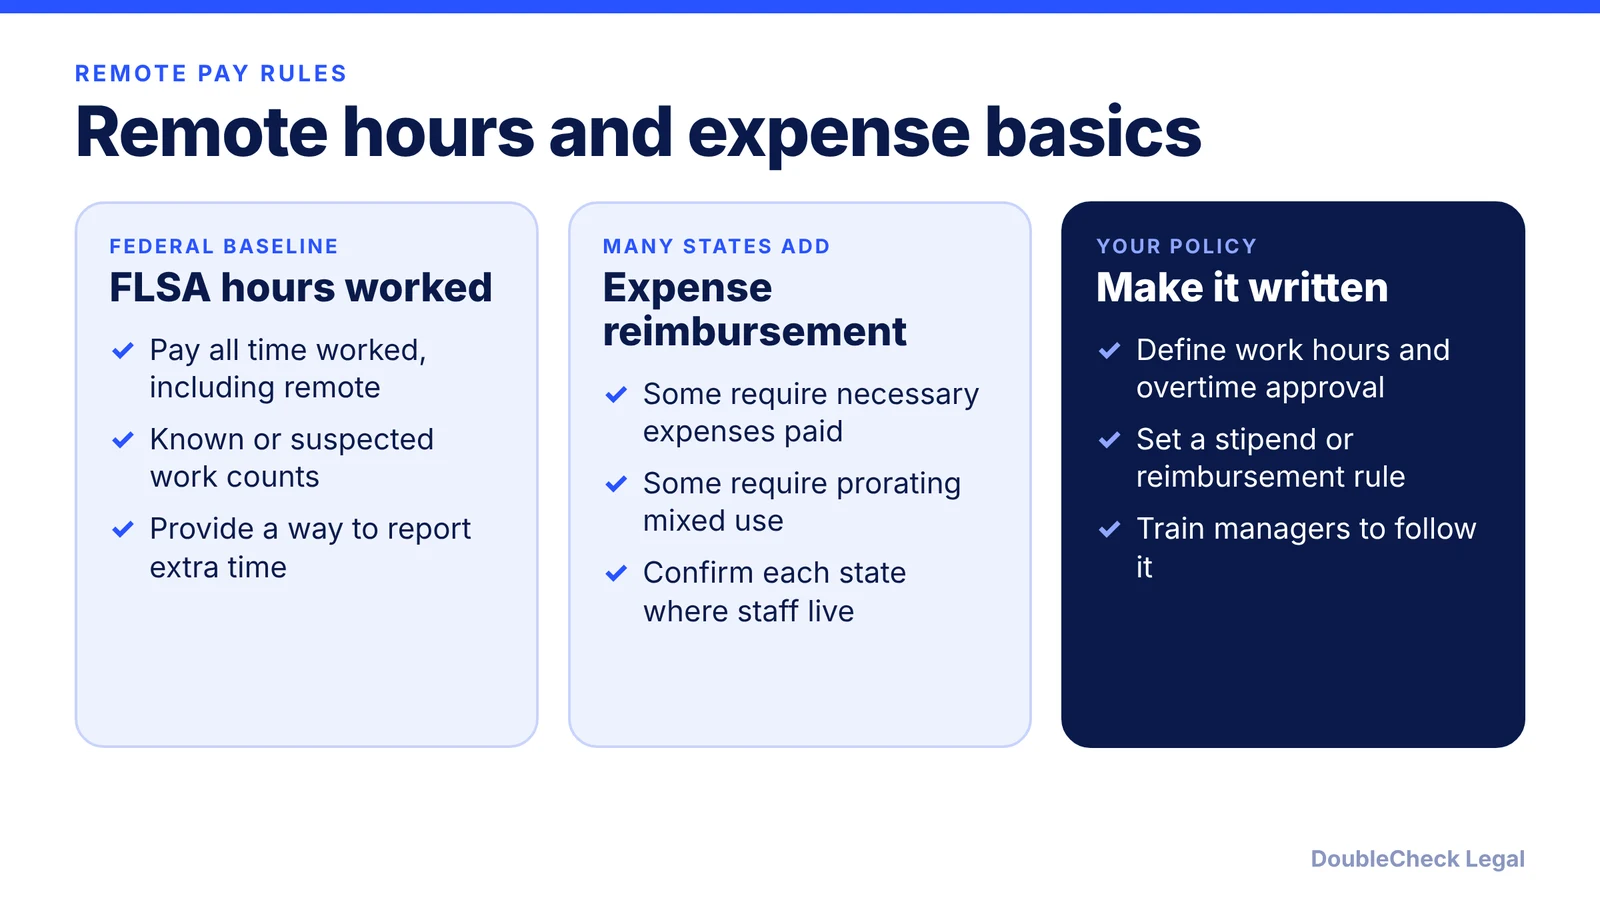 REMOTE PAY RULES
Remote hours and expense basics
FEDERAL BASELINE
FLSA hours worked
Pay all time worked,
including remote
Known or suspected
work counts
Provide a way to report
extra time
MANY STATES ADD
Expense
reimbursement
Some require necessary
expenses paid
Some require prorating
mixed use
Confirm each state
where staff live
YOUR POLICY
Make it written
Define work hours and
overtime approval
Set a stipend or
reimbursement rule
Train managers to follow
it
DoubleCheck Legal